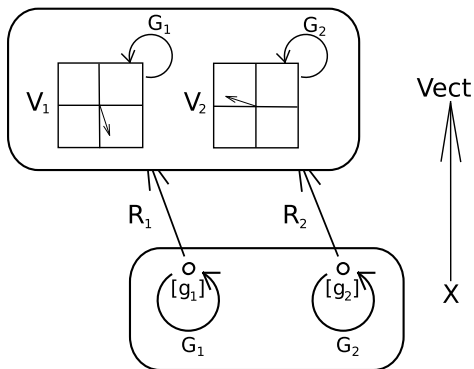 G₁
G₂
V₁
V₂
Vect
R₁
R₂
[g₁]
[g₂]
X
G₁
G₂